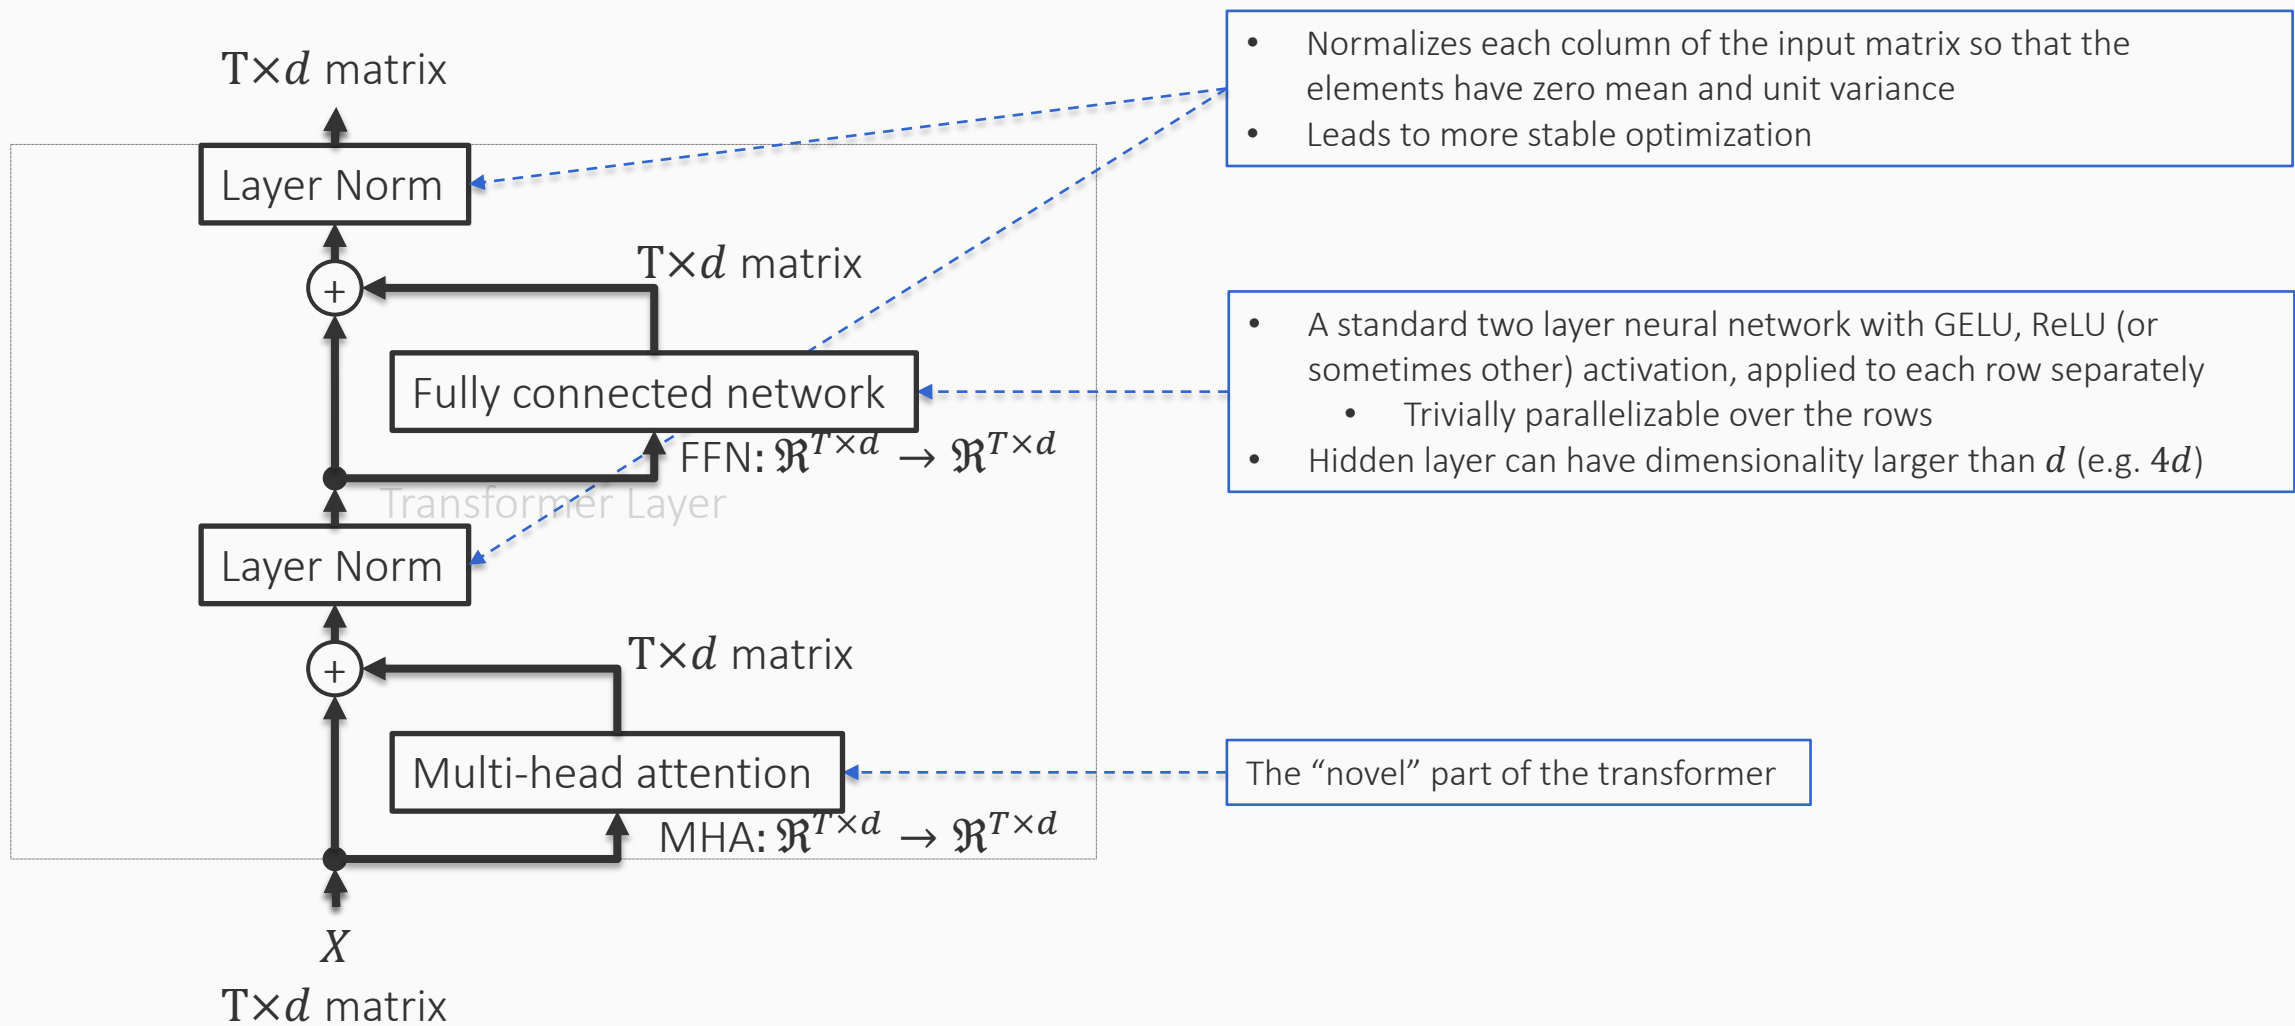 T×d matrix
Layer Norm
+
T×d matrix
Fully connected network
FFN: ℜ^{T×d} → ℜ^{T×d}
Transformer Layer
Layer Norm
+
T×d matrix
Multi-head attention
MHA: ℜ^{T×d} → ℜ^{T×d}
X
T×d matrix
• Normalizes each column of the input matrix so that the
elements have zero mean and unit variance
• Leads to more stable optimization
• A standard two layer neural network with GELU, ReLU (or
sometimes other) activation, applied to each row separately
• Trivially parallelizable over the rows
• Hidden layer can have dimensionality larger than d (e.g. 4d)
The “novel” part of the transformer